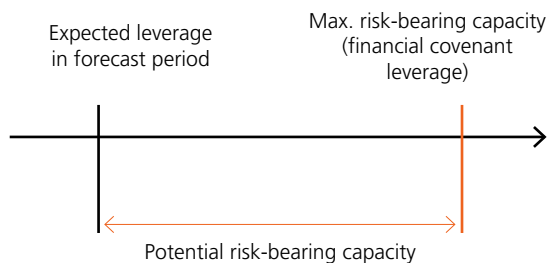 Expected leverage
in forecast period
Max. risk-bearing capacity
(financial covenant
leverage)
Potential risk-bearing capacity